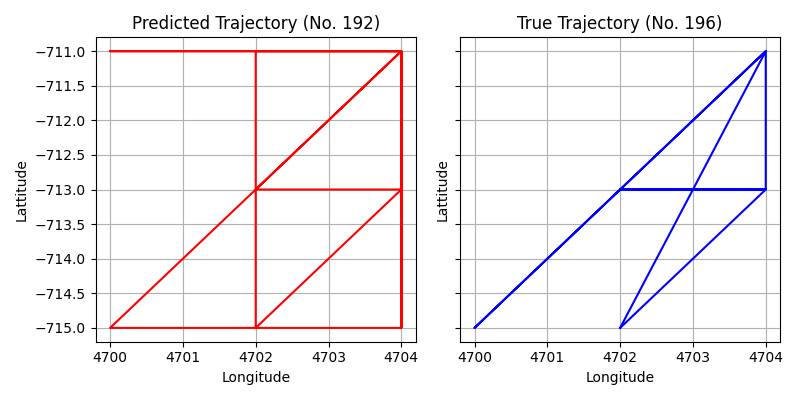 Predicted Trajectory (No. 192)
True Trajectory (No. 196)
−711.0
−711.5
−712.0
−712.5
−713.0
−713.5
−714.0
−714.5
−715.0
Lattitude
Lattitude
4700 4701 4702 4703 4704
4700 4701 4702 4703 4704
Longitude
Longitude